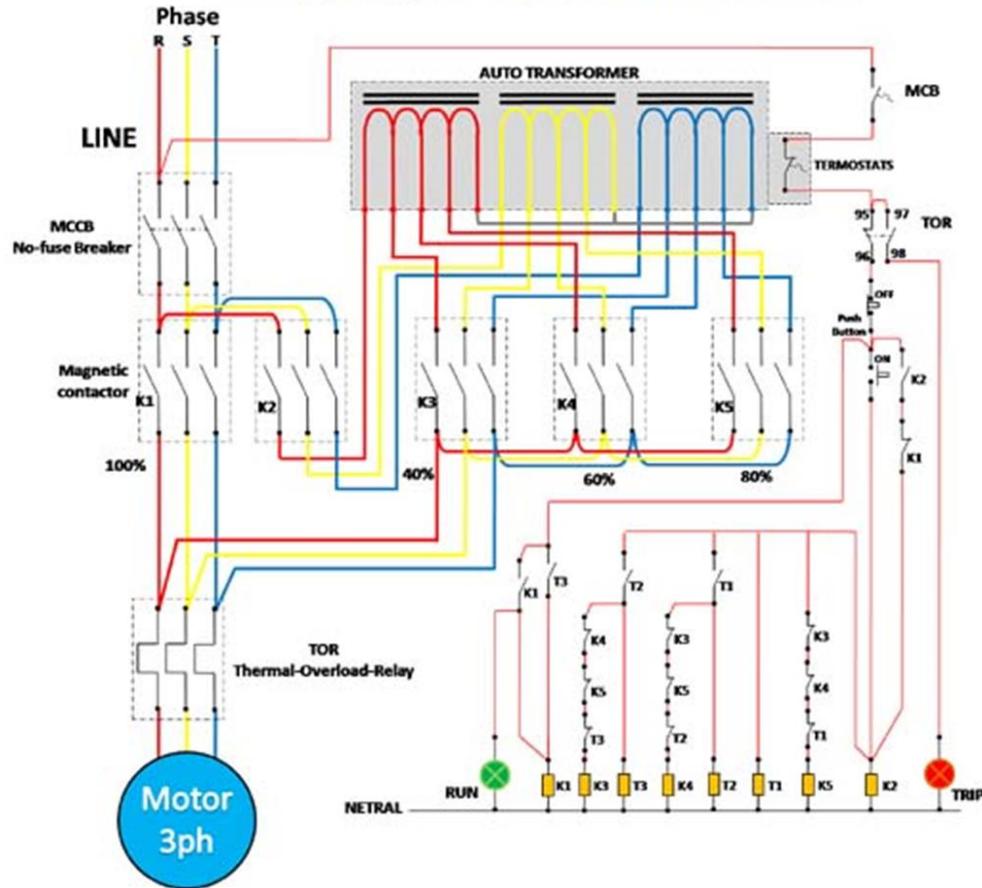 Phase
R S T
AUTO TRANSFORMER
MCB
LINE
TERMOSTATS
MCCB
No-fuse Breaker
95 97
TOR
96 98
OFF
Push
Button
ON
K2
K1
Magnetic
contactor
K1
K2
K3
K4
K5
100%
40%
60%
80%
K1
T3
T2
T1
K4
K3
K3
K5
K5
K4
T3
T2
T1
TOR
Thermal-Overload-Relay
RUN
K1
K3
T3
K4
T2
T1
K5
K2
TRIP
NETRAL
Motor
3ph